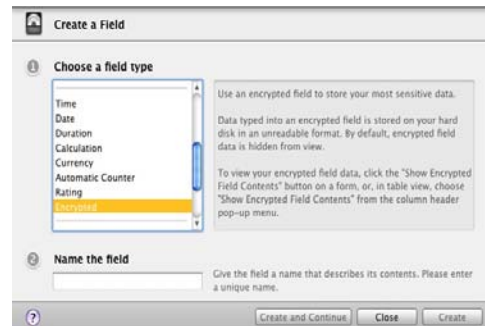 Create a Field
1 Choose a field type
Time
Date
Duration
Calculation
Currency
Automatic Counter
Rating
Encrypted
Use an encrypted field to store your most sensitive data.
Data typed into an encrypted field is stored on your hard
disk in an unreadable format. By default, encrypted field
data is hidden from view.
To view your encrypted field data, click the "Show Encrypted
Field Contents" button on a form, or, in table view, choose
"Show Encrypted Field Contents" from the column header
pop-up menu.
2 Name the field
Give the field a name that describes its contents. Please enter
a unique name.
? Create and Continue Close Create